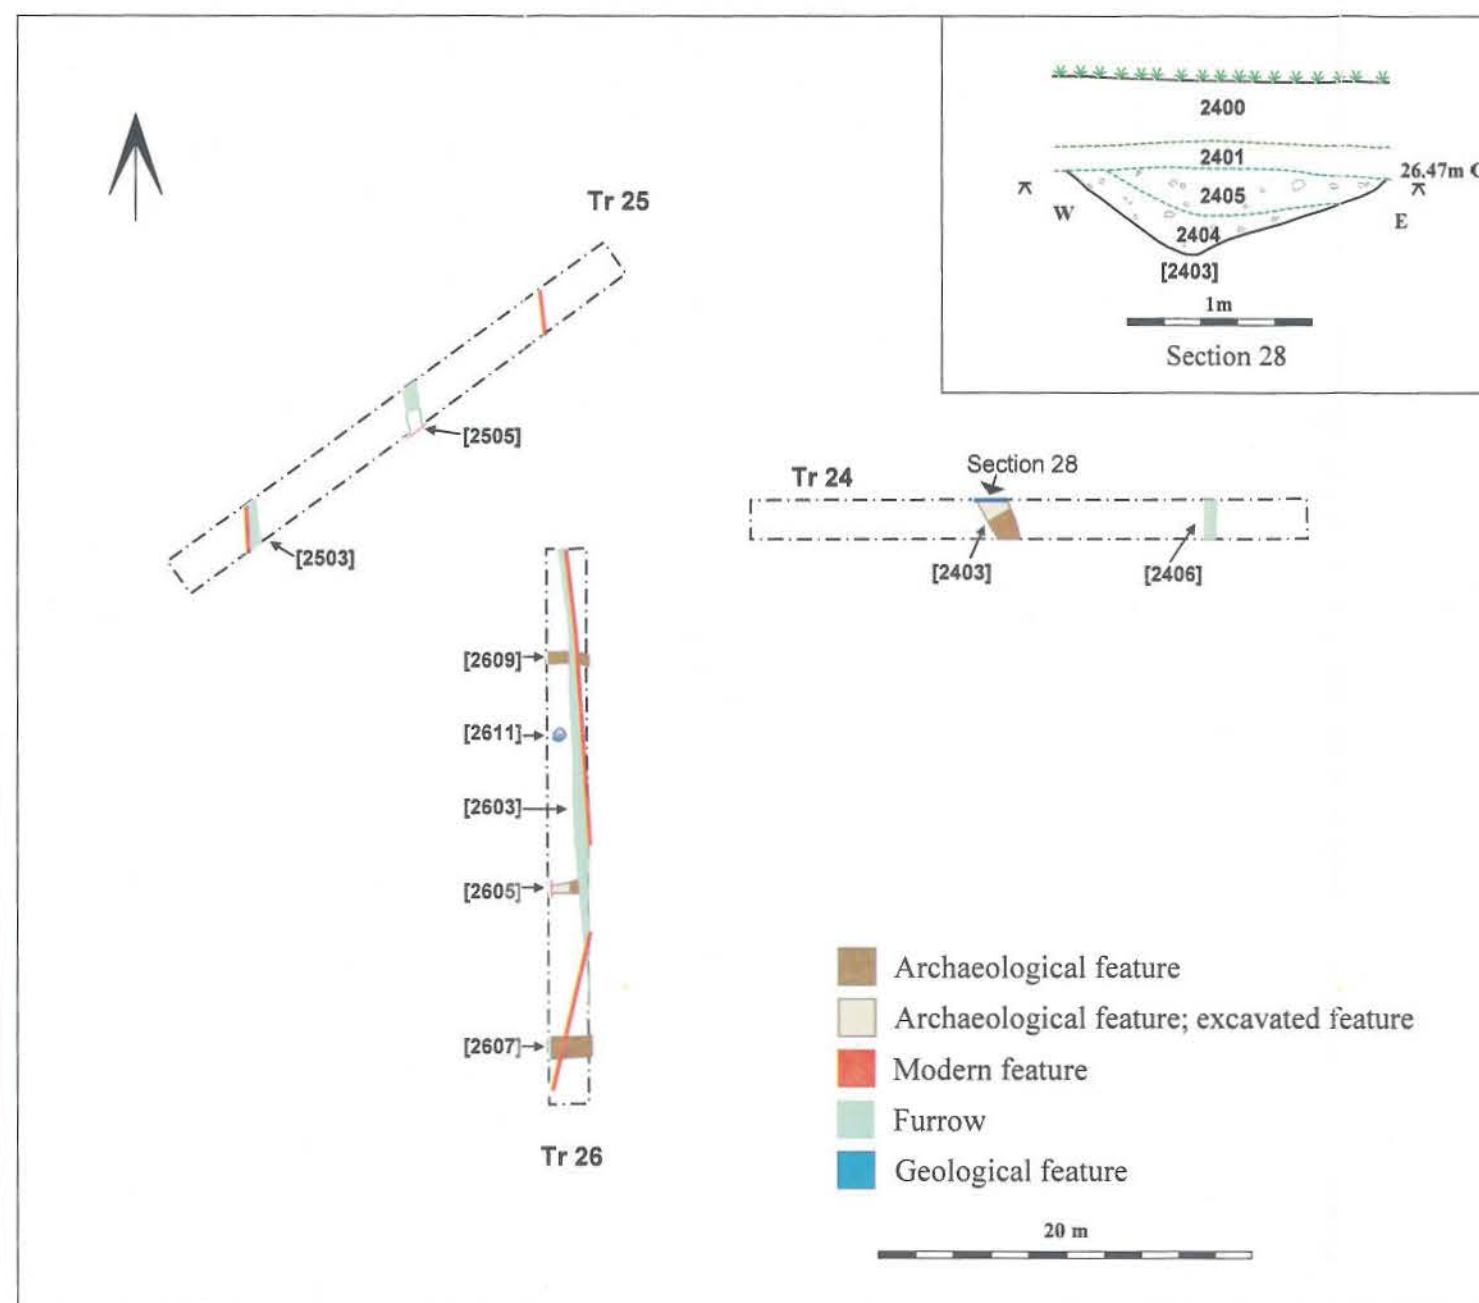 2400
2401
26.47m
2405
W
E
2404
[2403]
1m
Section 28
Tr 25
[2505]
[2503]
Tr 24
Section 28
[2403]
[2406]
[2609]
[2611]
[2603]
[2605]
[2607]
Tr 26
Archaeological feature
Archaeological feature; excavated feature
Modern feature
Furrow
Geological feature
20 m